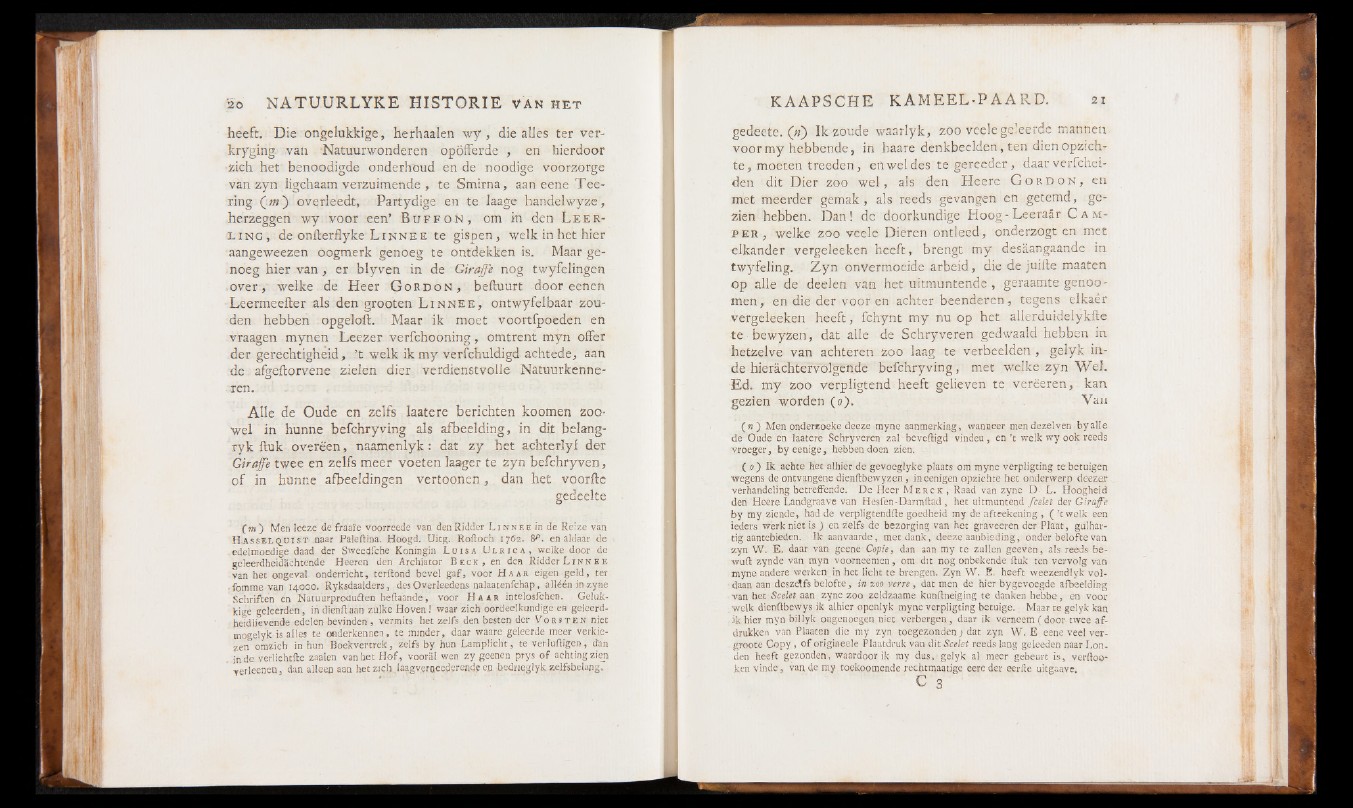 20 NATUURLYKE HISTORIE VAN HET
heeft. Die ongelukkige, herhaalen wy, die alles ter ver-
kryging van Natuurwonderen opöfferde, en hierdoor
zich het benoodigde onderhoud en de noodige voorzorge
van zyn ligchaam verzuimende, te Smirna, aan eene Tee-
ring (m) overleedt, Partydige en te laage handelwyze,
herzeggen wy voor een' BUFFON, om in den LEER-
LING, de onſterflyke LINNEE te gispen, welk in het hier
aangeweezen oogmerk genoeg te ontdekken is. Maar ge-
noeg hier van, er blyven in de Giraffe nog twyfelingen
over, welke de Heer GORDON, beſtuurt door eenen
Leermeeſter als den grooten LINNEE, ontwyfelbaar zou-
den hebben opgeloſt. Maar ik moet voortſpoeden en
vraagen mynen Leezer verſchooning, omtrent myn offer
der gerechtigheid, 't welk ik my verſchuldigd achtede, aan
de afgeſtorvene zielen dier verdienstvolle Natuurkenne-
ren.
Alle de Oude en zelfs laatere berichten koomen zoo-
wel in hunne beſchryving als afbeelding, in dit belang-
ryk ſtuk overëen, naamenlyk: dat zy het achterlyf der
Giraffe twee en zelfs meer voeten laager te zyn beſchryven,
of in hunne afbeeldingen vertoonen, dan het voorſte
gedeelte
(m) Men leeze de fraaie voorreede van den Ridder LINNEE in de Reize van
HASSELQUIST naar Paleſtina. Hoogd. Uitg. Roſtoch 1762. 8°. en aldaar de
edelmoedige daad der Sweedſche Koningin LUISA ULRICA, welke door de
geleerdheidächtende Heeren den Archiator BECK, en den Ridder LINNEE
van het ongeval onderricht, terſtond bevel gaf, voor HAAR eigen geld, ter
ſomme van 14000. Ryksdaalders, des Overleedens nalaatenſchap, alléén in zyne
Schriften en Natuurproducten beſtaande, voor HAAR intelosſchen. Geluk-
kige geleerden, in dienſt aan zulke Hoven! waar zich oordeelkundige en geleerd-
heidlievende edelen bevinden, vermits het zelfs den besten der VORSTEN niet
mogelyk is alles te onderkennen, te minder, daar waare geleerde meer verkie-
zen omzich in hun Boekvertrek, zelfs by hun Lamplicht, te verluſtigen, dan
in de verlichtſte zaalen van het Hof, vooräl wen zy geenen prys of achting zien
verleenen, dan alleen aan het zich laagverneederende en bedrieglyk zelfsbelang.
KAAPSCHE KAMEEL-PAARD. 21
gedeete. (n) Ik zoude waarlyk, zoo veele geleerde mannen
voor my hebbende, in haare denkbeelden, ten dien opzich-
te, moeten treeden, en wel des te gereeder, daar verſchei-
den dit Dier zoo wel, als den Heere GORDON, en
met meerder gemak, als reeds gevangen en getemd, ge-
zien hebben. Dan! de doorkundige Hoog-Leeraär CAM-
PER, welke zoo veele Dieren ontleed, onderzogt en met
elkander vergeleeken heeft, brengt my desäangaande in
twyfeling. Zyn onvermoeide arbeid, die de juiſte maaten
op alle de deelen van het uitmuntende, geraamte genoo-
men, en die der voor en achter beenderen, tegens elkaêr
vergeleeken heeft, ſchynt my nu op het allerduidelykſte
te bewyzen, dat alle de Schryveren gedwaald hebben in
hetzelve van achteren zoo laag te verbeelden, gelyk in-
de hierächtervolgende beſchryving, met welke zyn Wel.
Ed. my zoo verpligtend heeft gelieven te verëeren, kan
gezien worden (o).
Van
(n) Men onderzoeke deeze myne aanmerking, wanneer men dezelven by alle
de Oude en laatere Schryveren zal beveſtigd vinden, en 't welk wy ook reeds
vroeger, by eenige, hebben doen zien.
(o) Ik achte het alhier de gevoeglyke plaats om myne verpligting te betuigen
wegens de ontvangene dienſtbewyzen, in eenigen opzichte het onderwerp deezer
verhandeling betreffende. De Heer MERCK, Raad van zyne D L. Hoogheid
den Heere Landgraave van Hesſen-Darmſtad, het uitmuntend ſcelet der Giraffe
by my ziende, had de verpligtendſte goedheid my de aftreekening, ('t welk een
ieders werk niet is) en zelfs de bezorging van het graveeren der Plaat, gulhar-
tig aantebieden. Ik aanvaarde, met dank, deeze aanbieding, onder belofte van
zyn W. E. daar van geene Copie, dan aan my te zullen geeven, als reeds be-
wuſt zynde van myn voorneemen, om dit nog onbekende ſtuk ten vervolg van
myne andere werken in het licht te brengen. Zyn W. E. heeft weezendlyk vol-
daan aan deszelfs belofte, in zoo verre, dat men de hier bygevoegde afbeelding
van het Scelet aan zyne zoo zeldzaame kunſtneiging te danken hebbe, en voor
welk dienſtbewys ik alhier openlyk myne verpligting betuige. Maar te gelyk kan
ik hier myn billyk ongenoegen niet verbergen, daar ik verneem (door twee af-
drukken van Plaaten die my zyn toegezonden) dat zyn W. E eene veel ver-
groote Copy, of origineele Plaatdruk van dit Scelet reeds lang geleeden naar Lon-
den heeft gezonden, waardoor ik my dus, gelyk al meer gebeurt is, verſtoo-
ken vinde, van de my toekoomende rechtmaatige eere der eerſte uitgaave.
C 3